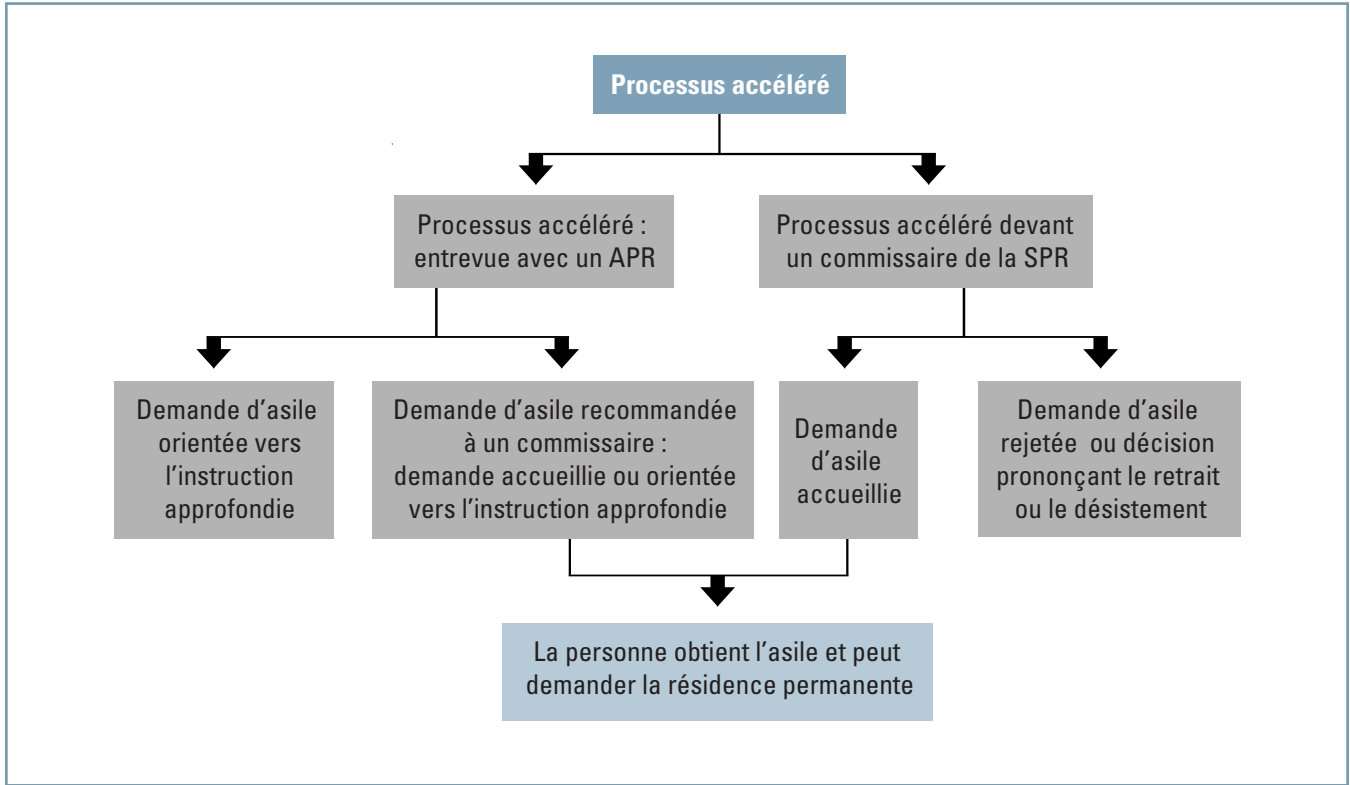 Processus accéléré
Processus accéléré :
entrevue avec un APR
Processus accéléré devant
un commissaire de la SPR
Demande d'asile
orientée vers
l'instruction
approfondie
Demande d'asile recommandée
à un commissaire :
demande accueillie ou orientée
vers l'instruction approfondie
Demande
d'asile
accueillie
Demande d'asile
rejetée ou décision
prononçant le retrait
ou le désistement
La personne obtient l'asile et peut
demander la résidence permanente